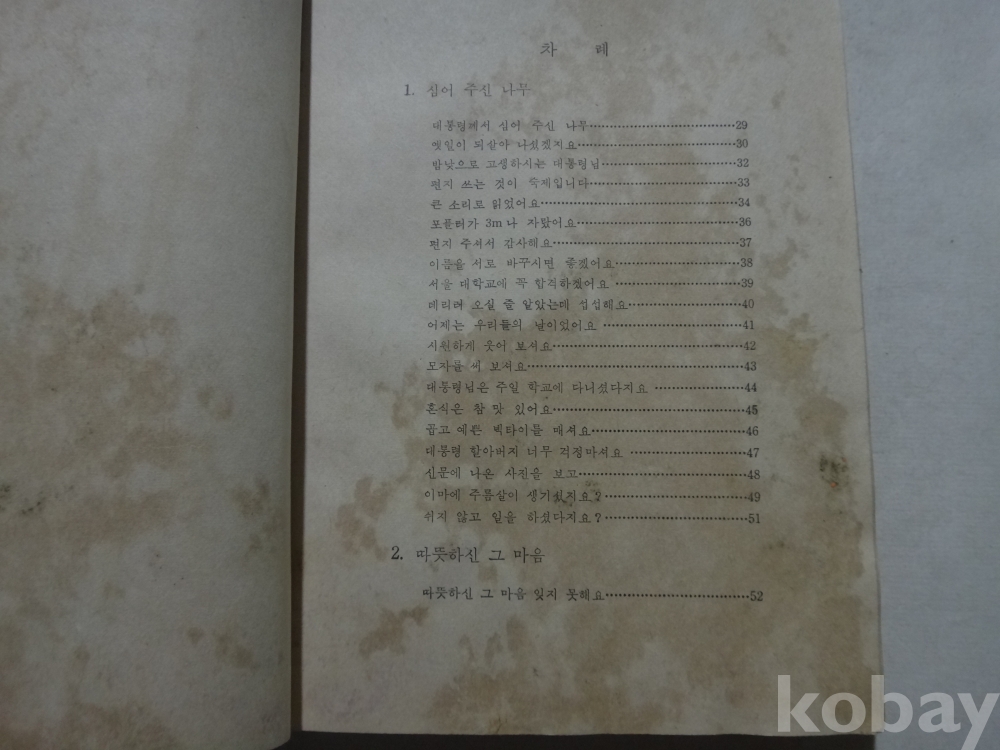 차 례
1. 심어 주신 나무
대통령께서 심어 주신 나무……………………………29
옛일이 되살아 나셨겠지요……………………………30
밤낮으로 고생하시는 대통령님……………………………32
편지 쓰는 것이 숙제입니다……………………………33
큰 소리로 읽었어요……………………………34
포플러가 3m나 자랐어요……………………………36
편지 주셔서 감사해요……………………………37
이름을 서로 바꾸시면 좋겠어요……………………………38
서울 대학교에 꼭 합격하겠어요……………………………39
데리러 오실 줄 알았는데 섭섭해요……………………………40
어제는 우리들의 날이었어요……………………………41
시원하게 웃어 보셔요……………………………42
모자를 써 보셔요……………………………43
대통령님은 주일 학교에 다니셨다지요……………………………44
혼식은 참 맛 있어요……………………………45
곱고 예쁜 넥타이를 매셔요……………………………46
대통령 할아버지 너무 걱정마셔요……………………………47
신문에 나온 사진을 보고……………………………48
이마에 주름살이 생기셨지요?……………………………49
쉬지 않고 일을 하셨다지요?……………………………51
2. 따뜻하신 그 마음
따뜻하신 그 마음 잊지 못해요……………………………52
kobay